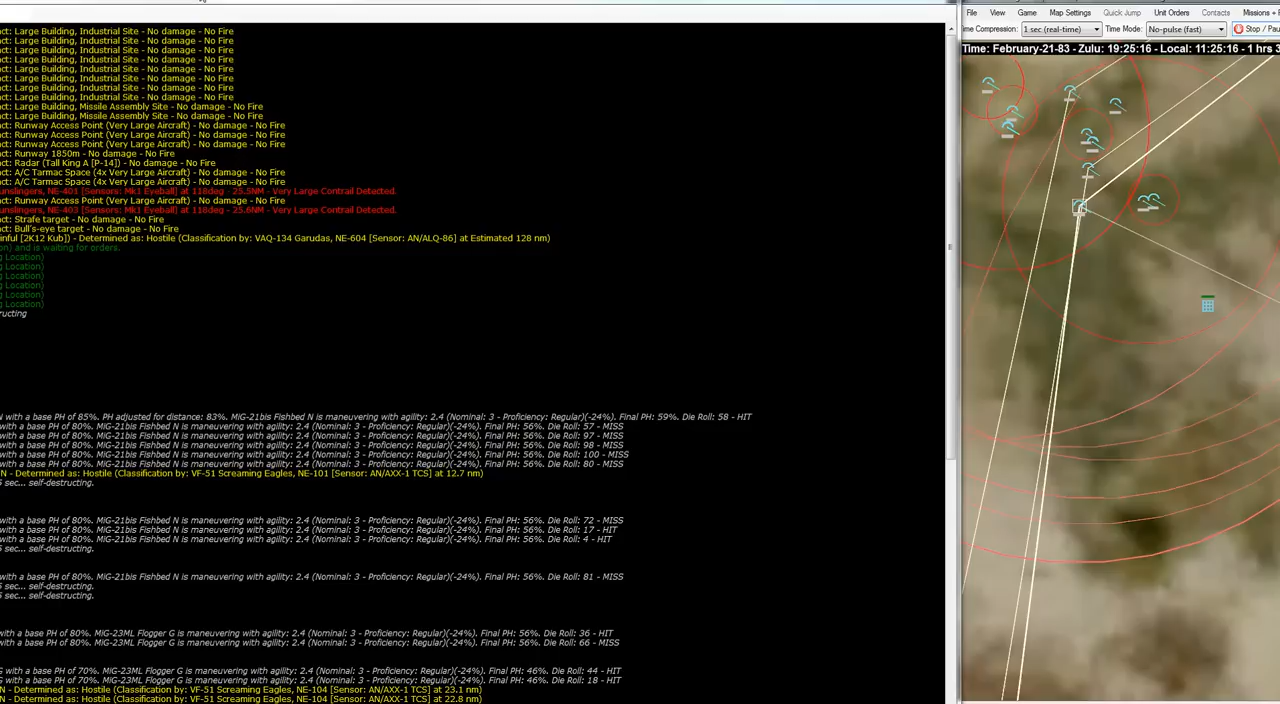 ct: Large Building, Industrial Site - No damage - No Fire
ct: Large Building, Industrial Site - No damage - No Fire
ct: Large Building, Industrial Site - No damage - No Fire
ct: Large Building, Industrial Site - No damage - No Fire
ct: Large Building, Industrial Site - No damage - No Fire
ct: Large Building, Industrial Site - No damage - No Fire
ct: Large Building, Industrial Site - No damage - No Fire
ct: Large Building, Industrial Site - No damage - No Fire
ct: Large Building, Missile Assembly Site - No damage - No Fire
ct: Large Building, Missile Assembly Site - No damage - No Fire
ct: Runway Access Point (Very Large Aircraft) - No damage - No Fire
ct: Runway Access Point (Very Large Aircraft) - No damage - No Fire
ct: Runway Access Point (Very Large Aircraft) - No damage - No Fire
ct: Runway 1850m - No damage - No Fire
ct: Radar (Tall King A [P-14]) - No damage - No Fire
ct: A/C Tarmac Space (4x Very Large Aircraft) - No damage - No Fire
ct: A/C Tarmac Space (4x Very Large Aircraft) - No damage - No Fire
unslingers, NE-401 [Sensors: Mk1 Eyeball] at 118deg - 25.5NM - Very Large Contrail Detected.
ct: Runway Access Point (Very Large Aircraft) - No damage - No Fire
unslingers, NE-403 [Sensors: Mk1 Eyeball] at 118deg - 25.6NM - Very Large Contrail Detected.
ct: Strafe target - No damage - No Fire
ct: Bull's-eye target - No damage - No Fire
inful [2K12 Kub]) - Determined as: Hostile (Classification by: VAQ-134 Garudas, NE-604 [Sensor: AN/ALQ-86] at Estimated 128 nm)
on) and is waiting for orders.
g Location)
g Location)
g Location)
g Location)
g Location)
g Location)
ructing
N with a base PH of 85%. PH adjusted for distance: 83%. MiG-21bis Fishbed N is maneuvering with agility: 2.4 (Nominal: 3 - Proficiency: Regular)(-24%). Final PH: 59%. Die Roll: 58 - HIT
with a base PH of 80%. MiG-21bis Fishbed N is maneuvering with agility: 2.4 (Nominal: 3 - Proficiency: Regular)(-24%). Final PH: 56%. Die Roll: 57 - MISS
with a base PH of 80%. MiG-21bis Fishbed N is maneuvering with agility: 2.4 (Nominal: 3 - Proficiency: Regular)(-24%). Final PH: 56%. Die Roll: 97 - MISS
with a base PH of 80%. MiG-21bis Fishbed N is maneuvering with agility: 2.4 (Nominal: 3 - Proficiency: Regular)(-24%). Final PH: 56%. Die Roll: 98 - MISS
with a base PH of 80%. MiG-21bis Fishbed N is maneuvering with agility: 2.4 (Nominal: 3 - Proficiency: Regular)(-24%). Final PH: 56%. Die Roll: 100 - MISS
with a base PH of 80%. MiG-21bis Fishbed N is maneuvering with agility: 2.4 (Nominal: 3 - Proficiency: Regular)(-24%). Final PH: 56%. Die Roll: 80 - MISS
N - Determined as: Hostile (Classification by: VF-51 Screaming Eagles, NE-101 [Sensor: AN/AXX-1 TCS] at 12.7 nm)
5 sec... self-destructing.
with a base PH of 80%. MiG-21bis Fishbed N is maneuvering with agility: 2.4 (Nominal: 3 - Proficiency: Regular)(-24%). Final PH: 56%. Die Roll: 72 - MISS
with a base PH of 80%. MiG-21bis Fishbed N is maneuvering with agility: 2.4 (Nominal: 3 - Proficiency: Regular)(-24%). Final PH: 56%. Die Roll: 17 - HIT
with a base PH of 80%. MiG-21bis Fishbed N is maneuvering with agility: 2.4 (Nominal: 3 - Proficiency: Regular)(-24%). Final PH: 56%. Die Roll: 4 - HIT
5 sec... self-destructing.
with a base PH of 80%. MiG-21bis Fishbed N is maneuvering with agility: 2.4 (Nominal: 3 - Proficiency: Regular)(-24%). Final PH: 56%. Die Roll: 81 - MISS
5 sec... self-destructing.
5 sec... self-destructing.
with a base PH of 80%. MiG-23ML Flogger G is maneuvering with agility: 2.4 (Nominal: 3 - Proficiency: Regular)(-24%). Final PH: 56%. Die Roll: 36 - HIT
with a base PH of 80%. MiG-23ML Flogger G is maneuvering with agility: 2.4 (Nominal: 3 - Proficiency: Regular)(-24%). Final PH: 56%. Die Roll: 66 - MISS
G with a base PH of 70%. MiG-23ML Flogger G is maneuvering with agility: 2.4 (Nominal: 3 - Proficiency: Regular)(-24%). Final PH: 46%. Die Roll: 44 - HIT
G with a base PH of 70%. MiG-23ML Flogger G is maneuvering with agility: 2.4 (Nominal: 3 - Proficiency: Regular)(-24%). Final PH: 46%. Die Roll: 18 - HIT
N - Determined as: Hostile (Classification by: VF-51 Screaming Eagles, NE-104 [Sensor: AN/AXX-1 TCS] at 23.1 nm)
N - Determined as: Hostile (Classification by: VF-51 Screaming Eagles, NE-104 [Sensor: AN/AXX-1 TCS] at 22.8 nm)
File View Game Map Settings Quick Jump Unit Orders Contacts Missions +
ime Compression: 1 sec (real-time) Time Mode: No-pulse (fast) Stop / Pau
Time: February-21-83 - Zulu: 19:25:16 - Local: 11:25:16 - 1 hrs 3